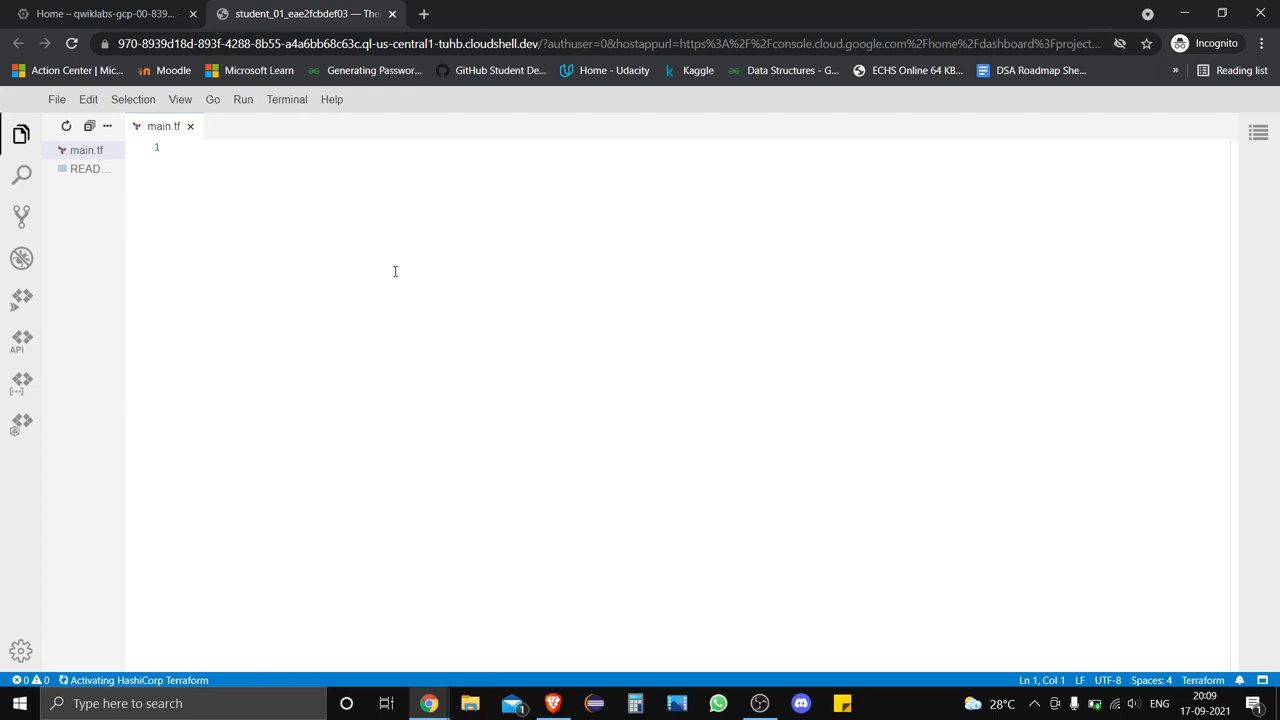 Home – qwiklabs-gcp-00-839...
student_01_eae2fcbdef03 — The
970-8939d18d-893f-4288-8b55-a4a6bb68c63c.ql-us-central1-tuhb.cloudshell.dev/?authuser=0&hostappurl=https%3A%2F%2Fconsole.cloud.google.com%2Fhome%2Fdashboard%3Fproject...
Incognito
Action Center | Mic...
Moodle
Microsoft Learn
Generating Passwor...
GitHub Student De...
Home - Udacity
Kaggle
Data Structures - G...
ECHS Online 64 KB...
DSA Roadmap She...
»
Reading list
File Edit Selection View Go Run Terminal Help
main.tf
main.tf
READ...
1
API
Activating HashiCorp Terraform
0 0
Ln 1, Col 1 LF UTF-8 Spaces: 4 Terraform
Type here to search
1
28°C
ENG
20:09
17-09-2021
1